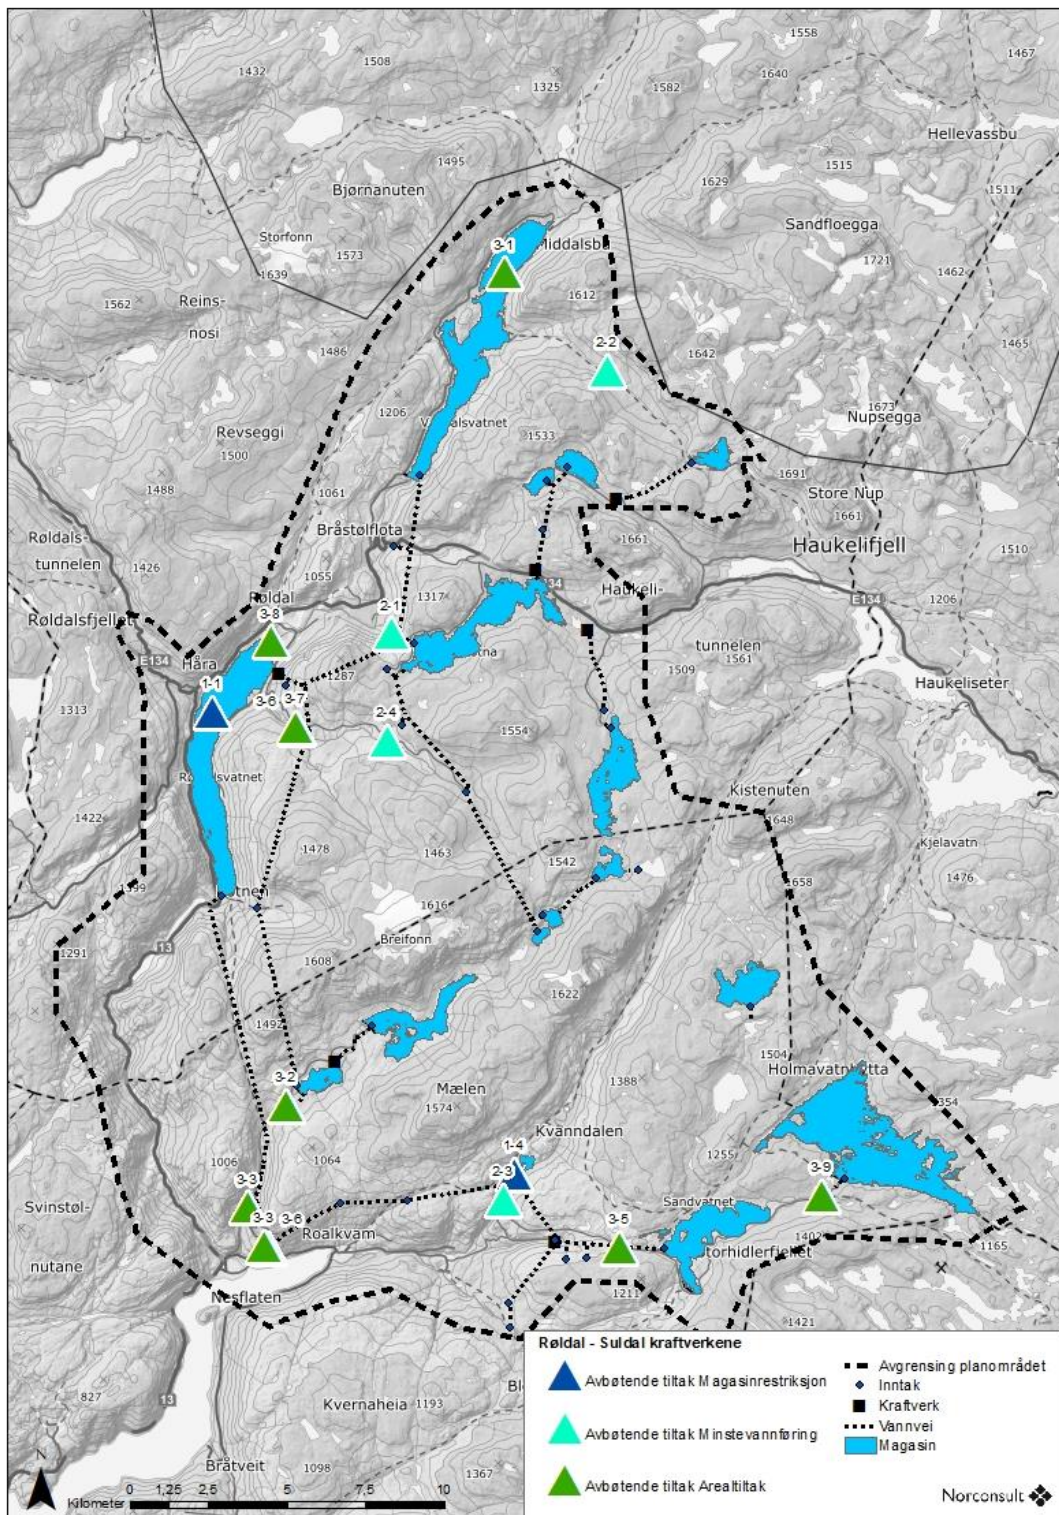 1558
1508
1467
1432
1640
1325
1582
Hellevassbu
1495
1515
Bjørnanuten
1629
1511
Sandfloegga
Storfonn
Middalsbu
3-1
1573
1721
1462
1639
1562
Reins-
1612
nosi
1465
1486
2-2
1642
1206
1673
Nupsegga
Revseggi
1533
1500
1691
1488
1061
Store Nup
Bråstølflota
1661
Røldals-
1661
Haukelifjell
tunnelen
1426
1510
1055
Haukeli-
E134
Røldal
1317
1206
3-8
2-1
Røldalsfjellet
tunnelen
E134
Håra
1561
1287
1509
1-1
Haukeliseter
3-6
3-7
1313
2-4
1554
Kistenuten
1422
1648
1478
1463
1542
Kjelavatn
1658
1476
1399
1616
Breifonn
13
1291
1608
1622
1492
1504
3-2
1388
Holmavatnhytta
Mælen
1354
1574
Kvanndalen
1-4
1006
1064
1255
2-3
3-3
3-9
Sandvatnet
Svinstøl-
3-3
3-6
Roalkvam
3-5
1402
1165
nutane
Nesflaten
1211
1421
Røldal - Suldal kraftverkene
Avbøtende tiltak Magasinrestriksjon
Avbøtende tiltak Minstevannføring
Avbøtende tiltak Arealtiltak
Avgrensing planområdet
Inntak
Kraftverk
Vannvei
Magasin
827
13
Kvernaheia
1193
Bråtveit
1098
1367
N
Kilometer
0 1,25 2,5 5 7,5 10
Norconsult